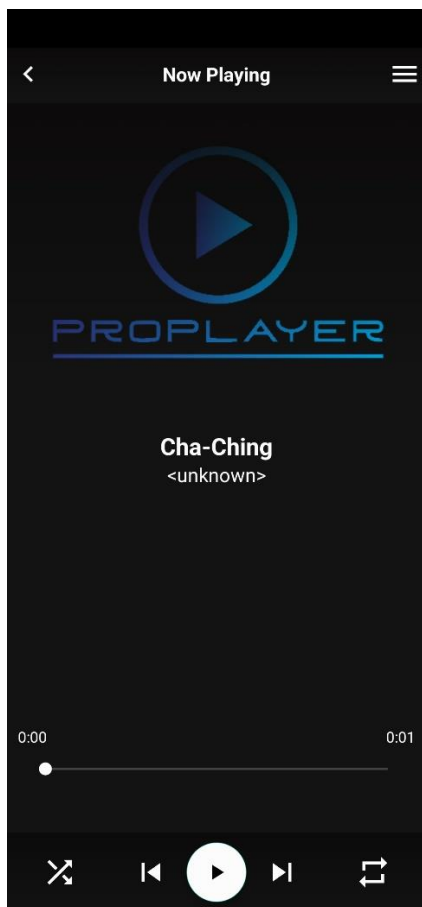 Now Playing
PROPLAYER
Cha-Ching
<unknown>
0:00
0:01